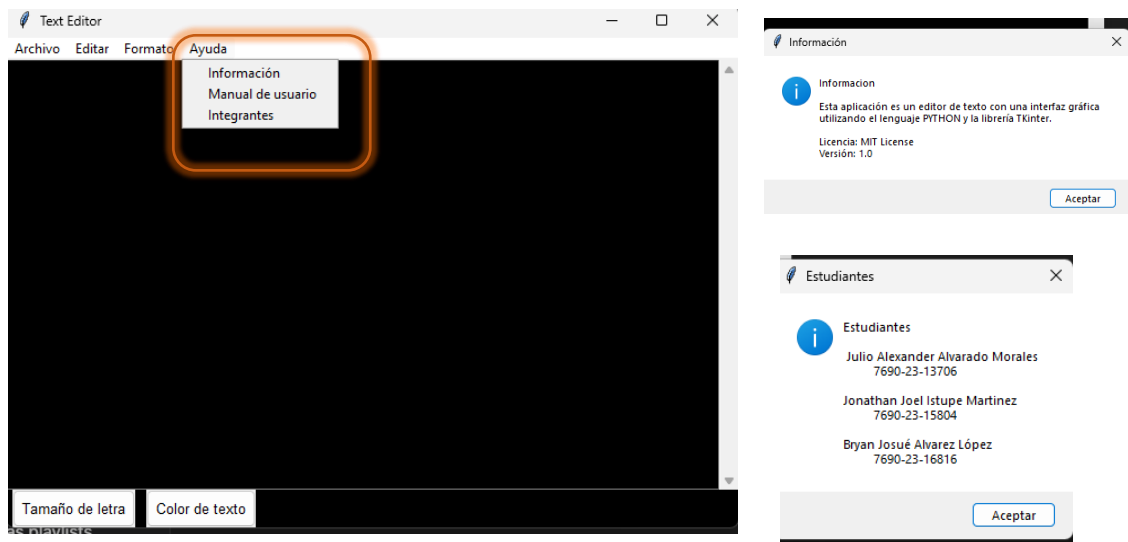 Text Editor
Archivo Editar Formato Ayuda
Información
Manual de usuario
Integrantes
Tamaño de letra Color de texto
as playlists
Información
Informacion
Esta aplicación es un editor de texto con una interfaz gráfica
utilizando el lenguaje PYTHON y la librería TKinter.
Licencia: MIT License
Versión: 1.0
Aceptar
Estudiantes
Estudiantes
Julio Alexander Alvarado Morales
7690-23-13706
Jonathan Joel Istupe Martinez
7690-23-15804
Bryan Josué Alvarez López
7690-23-16816
Aceptar